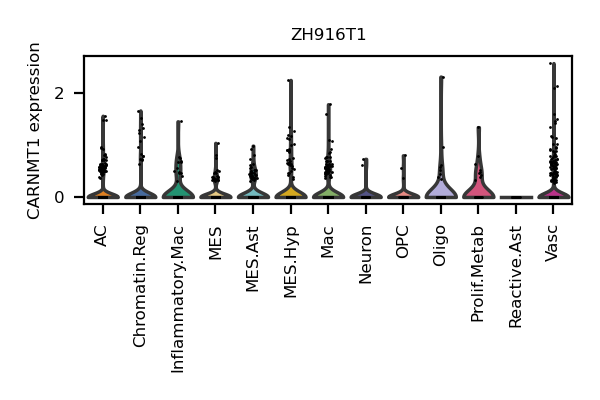 ZH916T1
CARNMT1 expression
2
0
AC
Chromatin.Reg
Inflammatory.Mac
MES
MES.Ast
MES.Hyp
Mac
Neuron
OPC
Oligo
Prolif.Metab
Reactive.Ast
Vasc